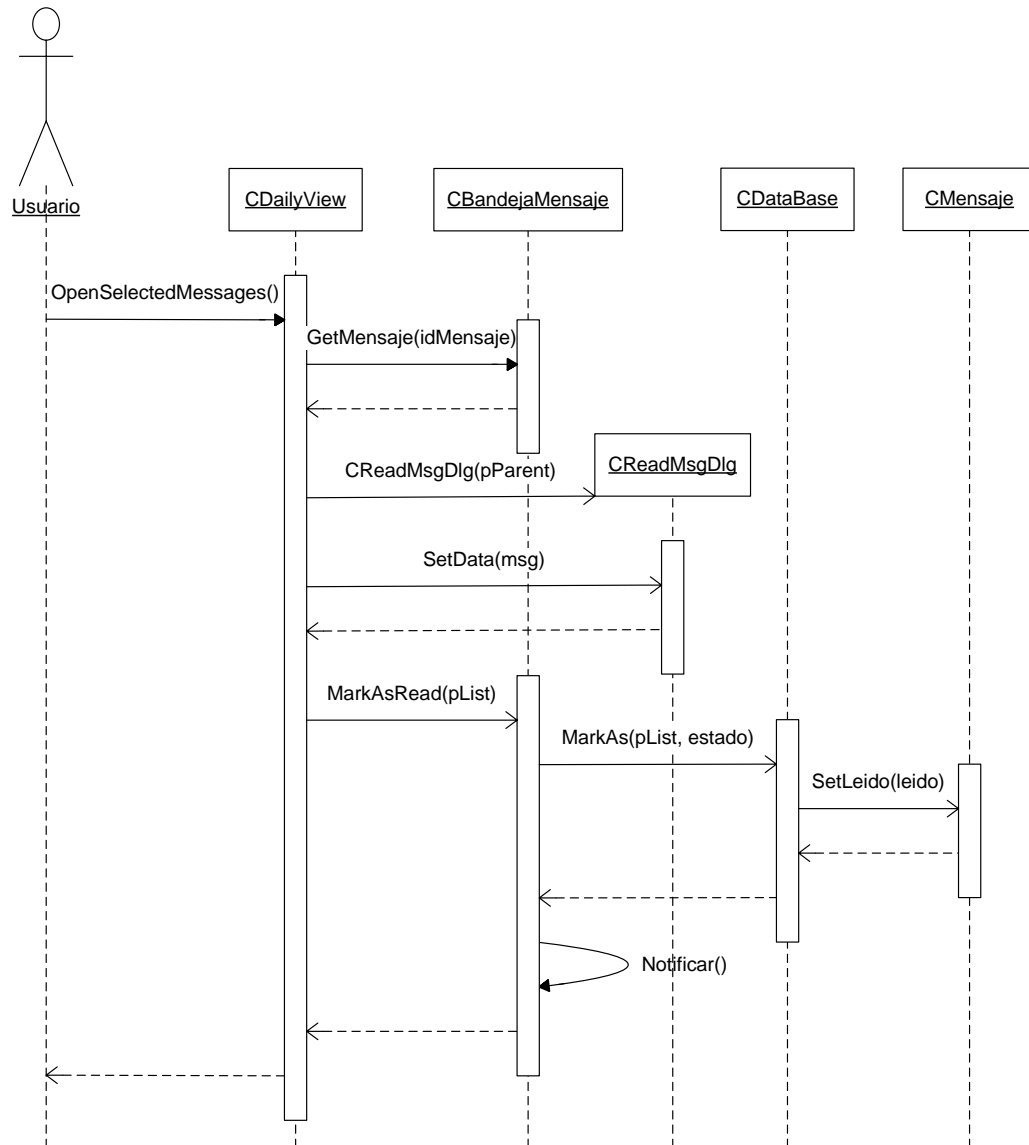 Usuario
CDailyView
CBandejaMensaje
CDataBase
CMensaje
OpenSelectedMessages()
GetMensaje(idMensaje)
CReadMsgDlg(pParent)
CReadMsgDlg
SetData(msg)
MarkAsRead(pList)
MarkAs(pList, estado)
SetLeido(leido)
Notificar()